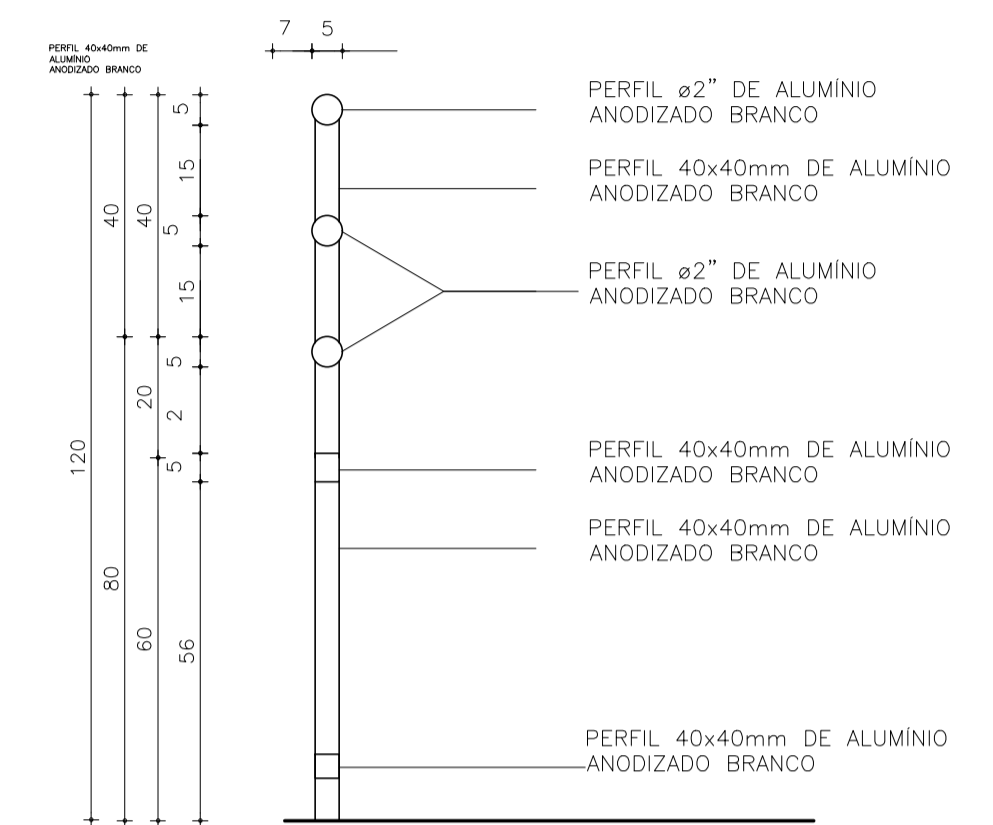 7 5
PERFIL 40x40mm DE
ALUMÍNIO
ANODIZADO BRANCO
PERFIL ø2" DE ALUMÍNIO
ANODIZADO BRANCO
5
15
PERFIL 40x40mm DE ALUMÍNIO
ANODIZADO BRANCO
40
40
5
15
PERFIL ø2" DE ALUMÍNIO
ANODIZADO BRANCO
5
20
2
120
5
PERFIL 40x40mm DE ALUMÍNIO
ANODIZADO BRANCO
PERFIL 40x40mm DE ALUMÍNIO
ANODIZADO BRANCO
80
60
56
PERFIL 40x40mm DE ALUMÍNIO
ANODIZADO BRANCO